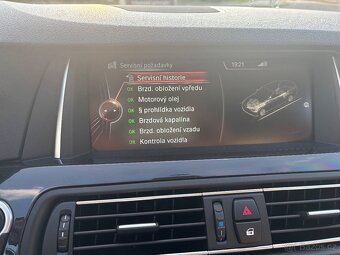 Servisní požadavky
19:21
Servisní historie
OK Brzd. obložení vpředu
OK Motorový olej
OK § prohlídka vozidla
OK Brzdová kapalina
OK Brzd. obložení vzadu
OK Kontrola vozidla